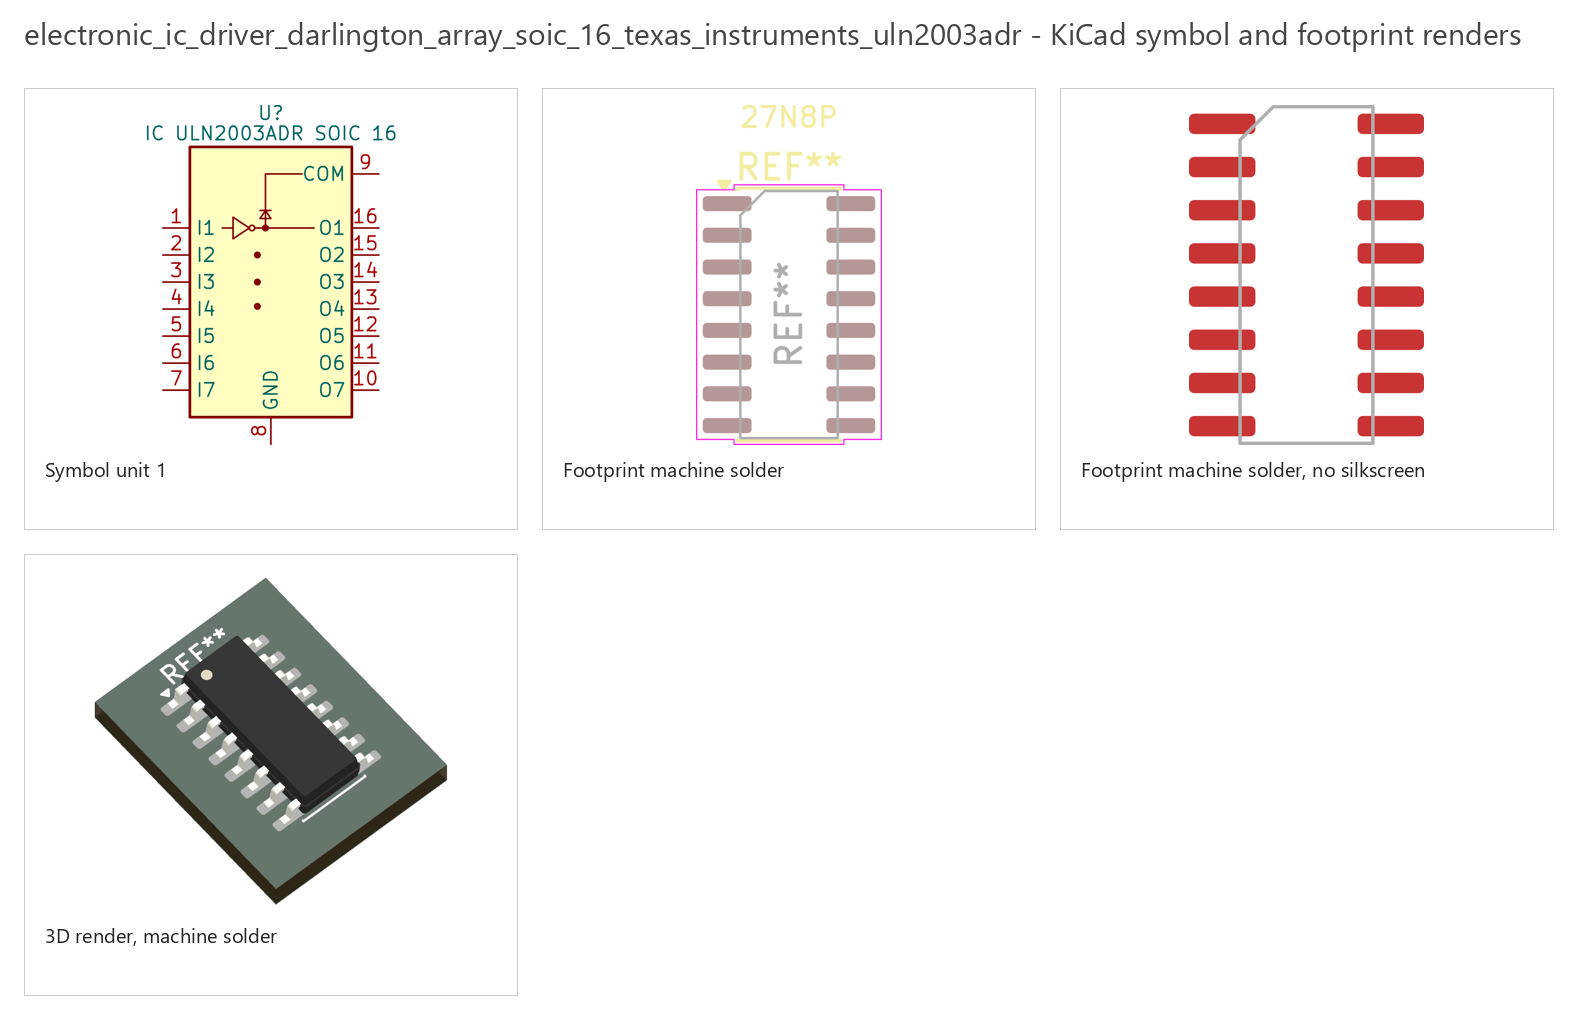 electronic_ic_driver_darlington_array_soic_16_texas_instruments_uln2003adr - KiCad symbol and footprint renders
U?
IC ULN2003ADR SOIC 16
COM 9
1 I1 O1 16
2 I2 O2 15
3 I3 O3 14
4 I4 O4 13
5 I5 O5 12
6 I6 O6 11
7 I7 O7 10
GND
8
Symbol unit 1
27N8P
REF**
REF**
Footprint machine solder
Footprint machine solder, no silkscreen
REF**
3D render, machine solder